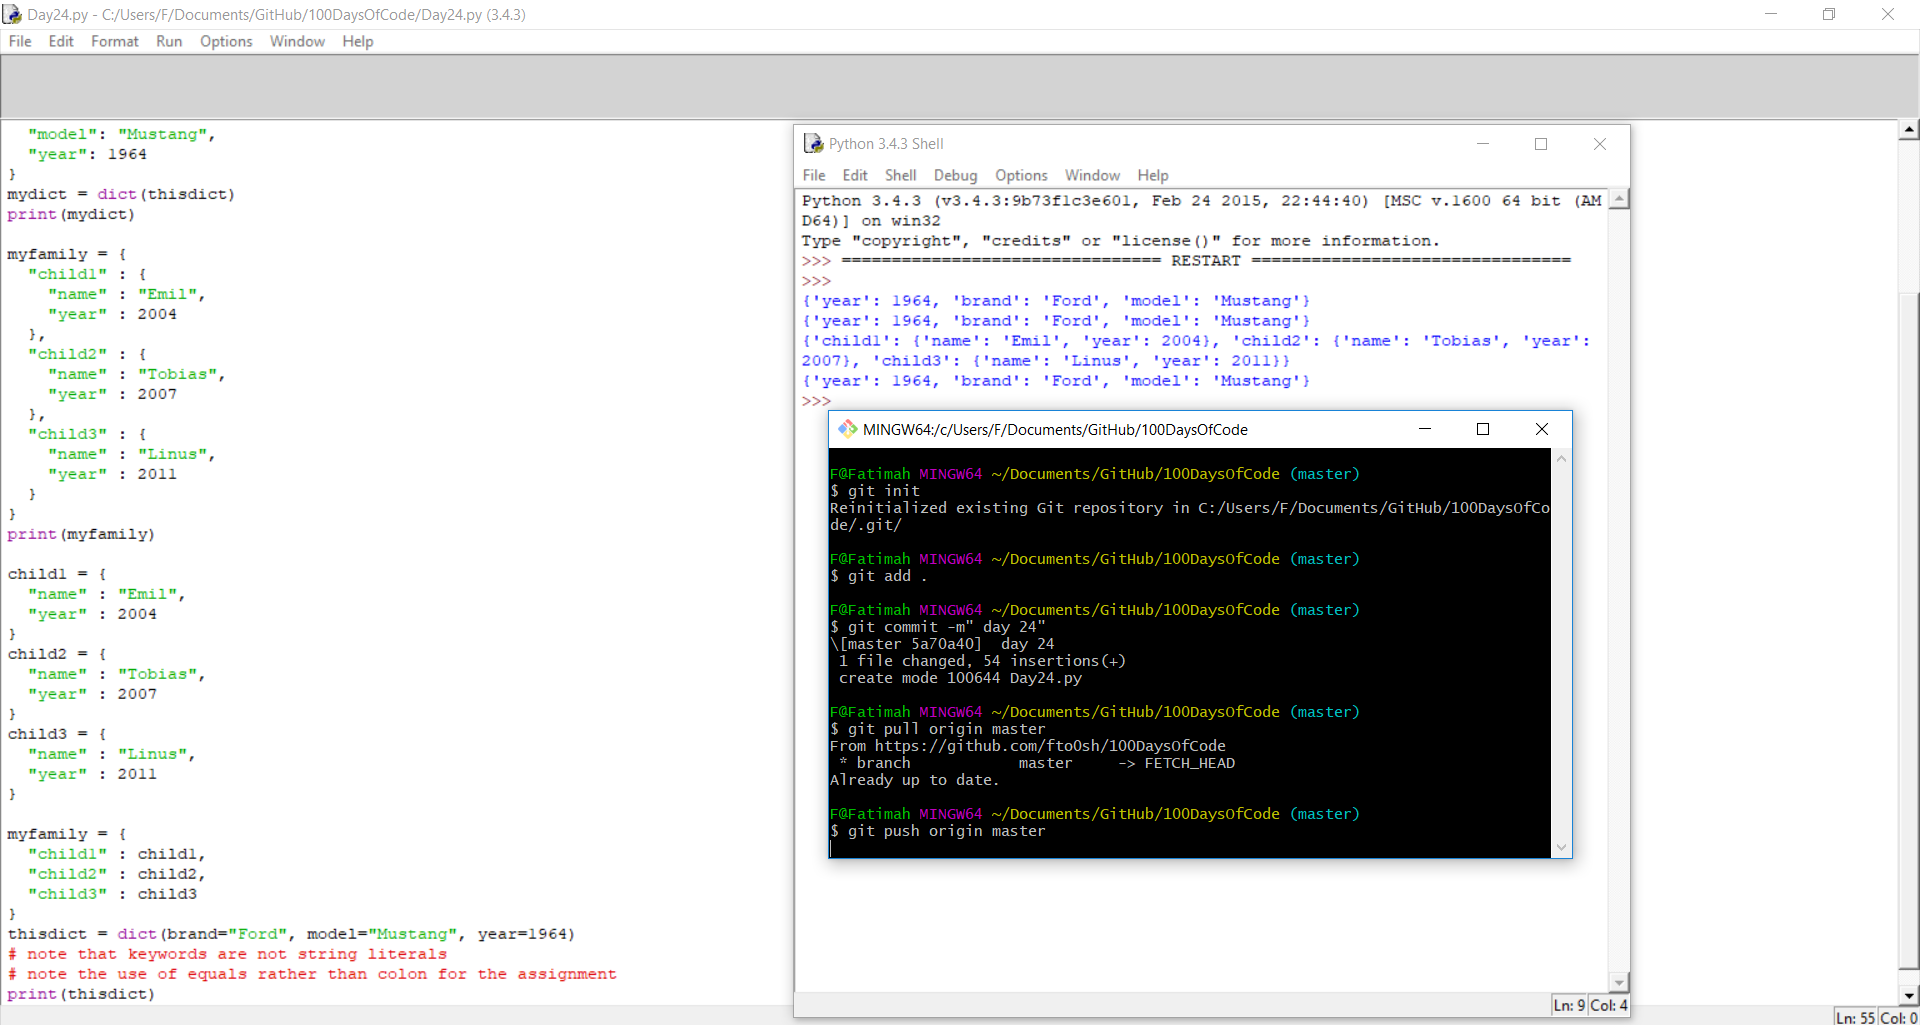 Day24.py - C:/Users/F/Documents/GitHub/100DaysOfCode/Day24.py (3.4.3)
File Edit Format Run Options Window Help
"model": "Mustang",
"year": 1964
}
mydict = dict(thisdict)
print(mydict)
myfamily = {
"child1" : {
"name" : "Emil",
"year" : 2004
},
"child2" : {
"name" : "Tobias",
"year" : 2007
},
"child3" : {
"name" : "Linus",
"year" : 2011
}
}
print(myfamily)
child1 = {
"name" : "Emil",
"year" : 2004
}
child2 = {
"name" : "Tobias",
"year" : 2007
}
child3 = {
"name" : "Linus",
"year" : 2011
}
myfamily = {
"child1" : child1,
"child2" : child2,
"child3" : child3
}
thisdict = dict(brand="Ford", model="Mustang", year=1964)
# note that keywords are not string literals
# note the use of equals rather than colon for the assignment
print(thisdict)
Ln: 55 Col: 0
Python 3.4.3 Shell
File Edit Shell Debug Options Window Help
Python 3.4.3 (v3.4.3:9b73f1c3e601, Feb 24 2015, 22:44:40) [MSC v.1600 64 bit (AM
D64)] on win32
Type "copyright", "credits" or "license()" for more information.
>>> ================================ RESTART ================================
>>>
{'year': 1964, 'brand': 'Ford', 'model': 'Mustang'}
{'year': 1964, 'brand': 'Ford', 'model': 'Mustang'}
{'child1': {'name': 'Emil', 'year': 2004}, 'child2': {'name': 'Tobias', 'year':
2007}, 'child3': {'name': 'Linus', 'year': 2011}}
{'year': 1964, 'brand': 'Ford', 'model': 'Mustang'}
>>>
Ln: 9 Col: 4
MINGW64:/c/Users/F/Documents/GitHub/100DaysOfCode
F@Fatimah MINGW64 ~/Documents/GitHub/100DaysOfCode (master)
$ git init
Reinitialized existing Git repository in C:/Users/F/Documents/GitHub/100DaysOfCo
de/.git/
F@Fatimah MINGW64 ~/Documents/GitHub/100DaysOfCode (master)
$ git add .
F@Fatimah MINGW64 ~/Documents/GitHub/100DaysOfCode (master)
$ git commit -m" day 24"
\[master 5a70a40]  day 24
1 file changed, 54 insertions(+)
create mode 100644 Day24.py
F@Fatimah MINGW64 ~/Documents/GitHub/100DaysOfCode (master)
$ git pull origin master
From https://github.com/fto0sh/100DaysOfCode
* branch master -> FETCH_HEAD
Already up to date.
F@Fatimah MINGW64 ~/Documents/GitHub/100DaysOfCode (master)
$ git push origin master